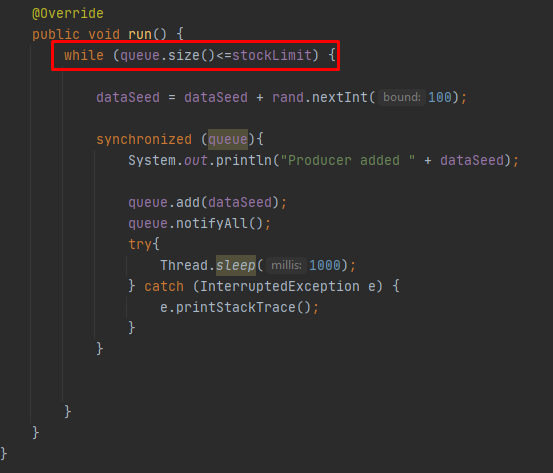 @Override
public void run() {
while (queue.size()<=stockLimit) {
dataSeed = dataSeed + rand.nextInt( bound: 100);
synchronized (queue){
System.out.println("Producer added " + dataSeed);
queue.add(dataSeed);
queue.notifyAll();
try{
Thread.sleep( millis: 1000);
} catch (InterruptedException e) {
e.printStackTrace();
}
}
}
}
}